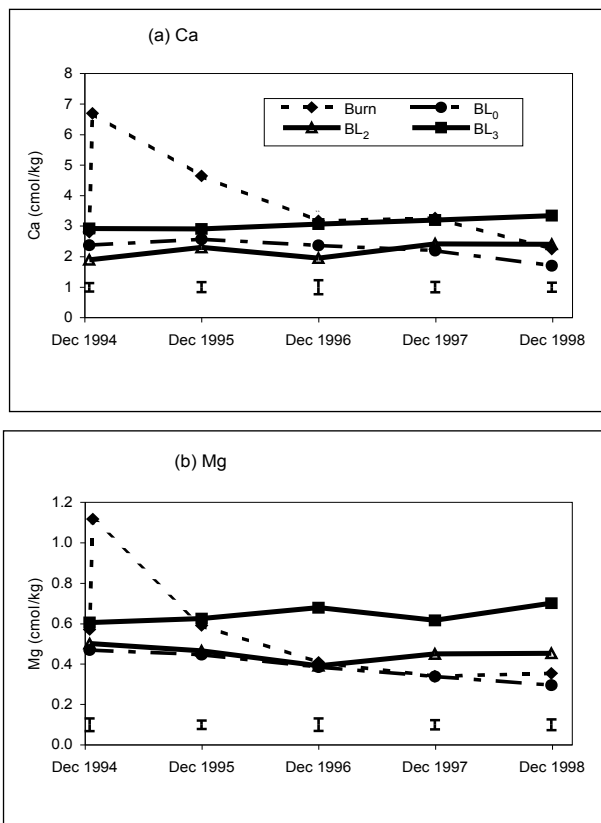 (a) Ca
8
7
6
5
4
3
2
1
0
Ca (cmol/kg)
Burn BL₀
BL₂ BL₃
Dec 1994 Dec 1995 Dec 1996 Dec 1997 Dec 1998
(b) Mg
1.2
1.0
0.8
0.6
0.4
0.2
0.0
Mg (cmol/kg)
Dec 1994 Dec 1995 Dec 1996 Dec 1997 Dec 1998